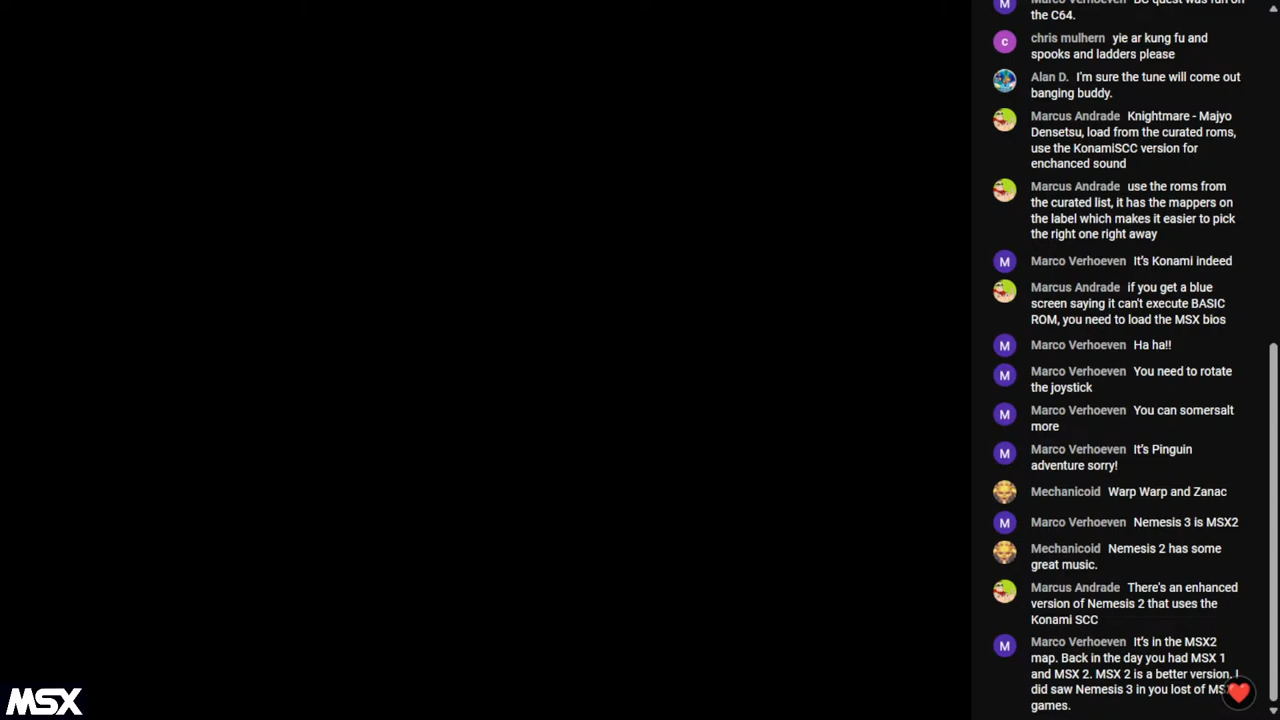 Marco Verhoeven BC quest was fun on
the C64.
chris mulhern yie ar kung fu and
spooks and ladders please
Alan D. I'm sure the tune will come out
banging buddy.
Marcus Andrade Knightmare - Majyo
Densetsu, load from the curated roms,
use the KonamiSCC version for
enchanced sound
Marcus Andrade use the roms from
the curated list, it has the mappers on
the label which makes it easier to pick
the right one right away
Marco Verhoeven It's Konami indeed
Marcus Andrade if you get a blue
screen saying it can't execute BASIC
ROM, you need to load the MSX bios
Marco Verhoeven Ha ha!!
Marco Verhoeven You need to rotate
the joystick
Marco Verhoeven You can somersalt
more
Marco Verhoeven It's Pinguin
adventure sorry!
Mechanicoid Warp Warp and Zanac
Marco Verhoeven Nemesis 3 is MSX2
Mechanicoid Nemesis 2 has some
great music.
Marcus Andrade There's an enhanced
version of Nemesis 2 that uses the
Konami SCC
Marco Verhoeven It's in the MSX2
map. Back in the day you had MSX 1
and MSX 2. MSX 2 is a better version. I
did saw Nemesis 3 in you lost of
games.
MSX